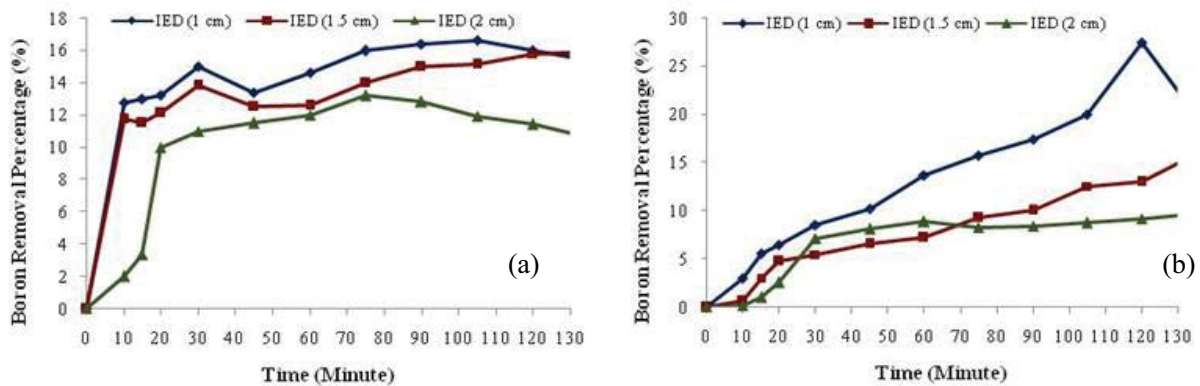 IED (1 cm) IED (1.5 cm) IED (2 cm)
Boron Removal Percentage (%)
18
16
14
12
10
8
6
4
2
0
(a)
0 10 20 30 40 50 60 70 80 90 100 110 120 130
Time (Minute)
IED (1 cm) IED (1.5 cm) IED (2 cm)
Boron Removal Percentage (%)
30
25
20
15
10
5
0
(b)
0 10 20 30 40 50 60 70 80 90 100 110 120 130
Time (Minute)